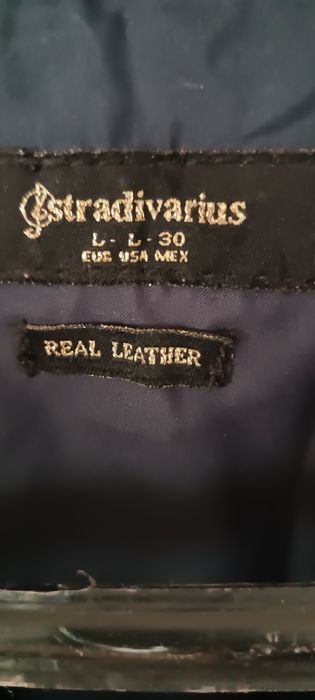 Stradivarius
L - L - 30
EUR USA MEX
REAL LEATHER